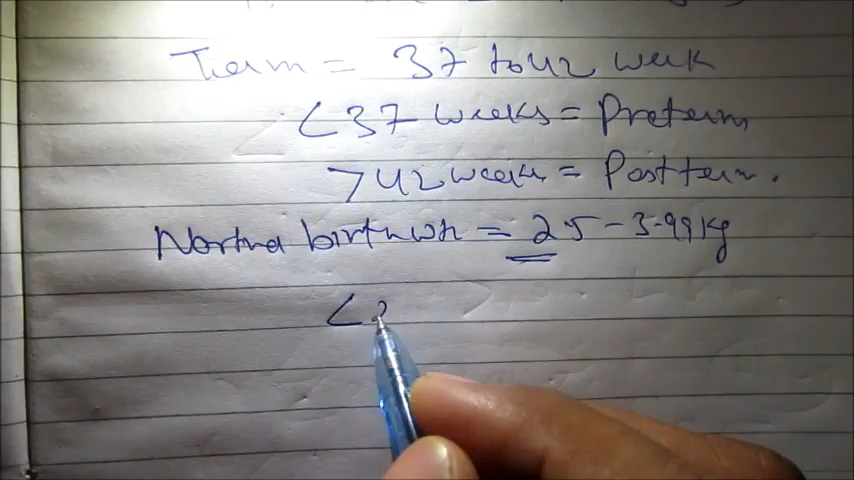 Term = 37 to 42 week
<37 weeks = Preterm
>42 weeks = Post term.
Normal birth wt = 2.5 - 3.99 kg
<2